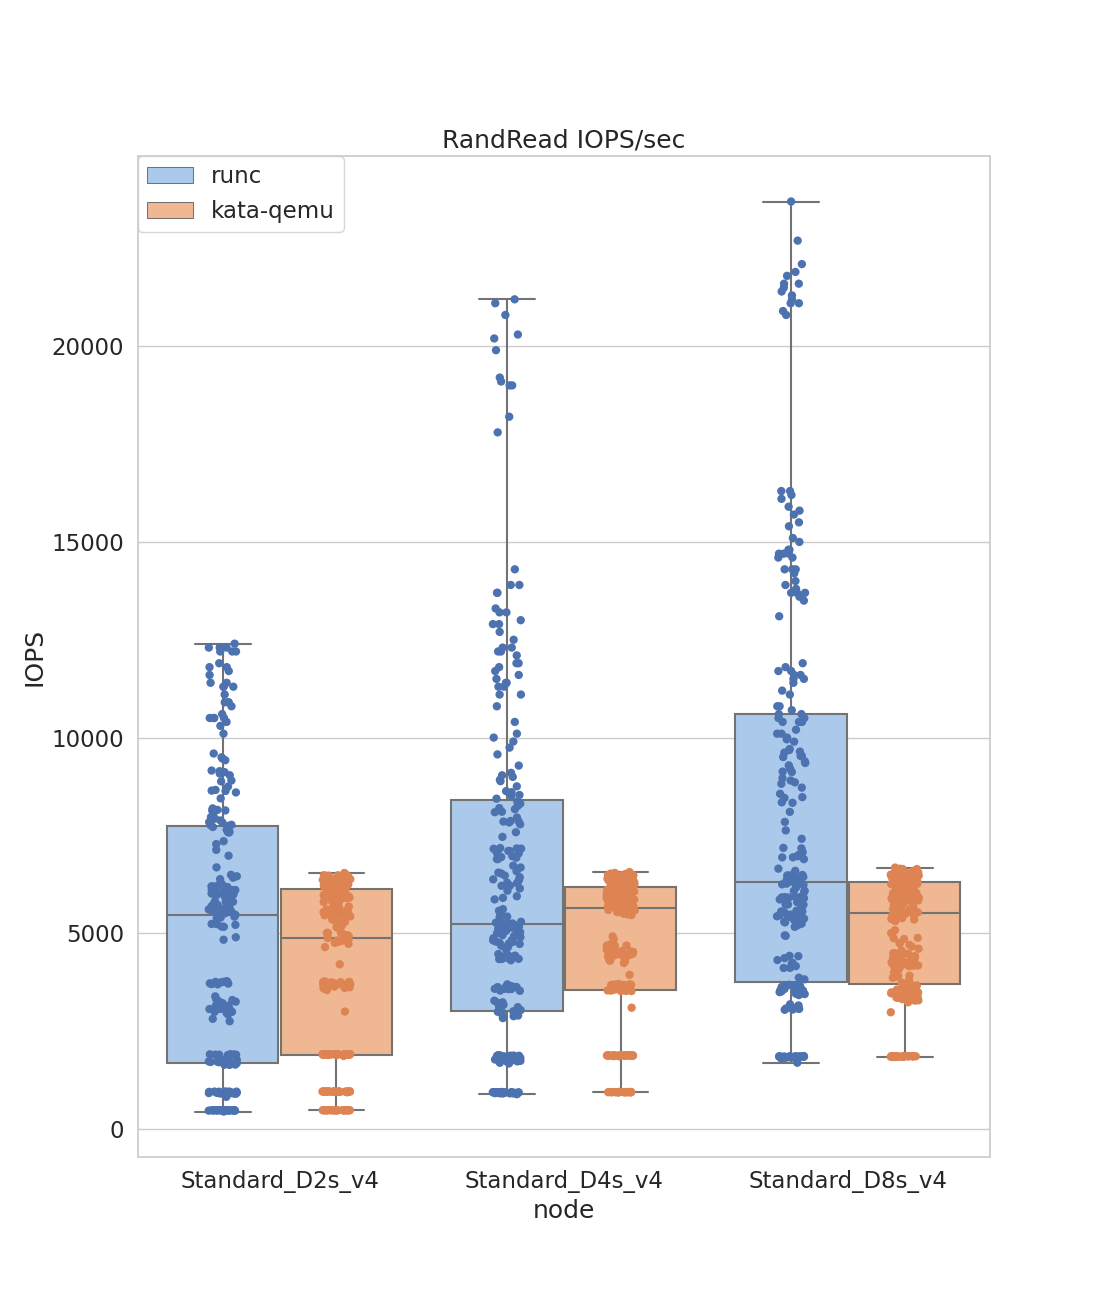 RandRead IOPS/sec
runc
kata-qemu
20000
15000
10000
5000
0
IOPS
Standard_D2s_v4
Standard_D4s_v4
Standard_D8s_v4
node